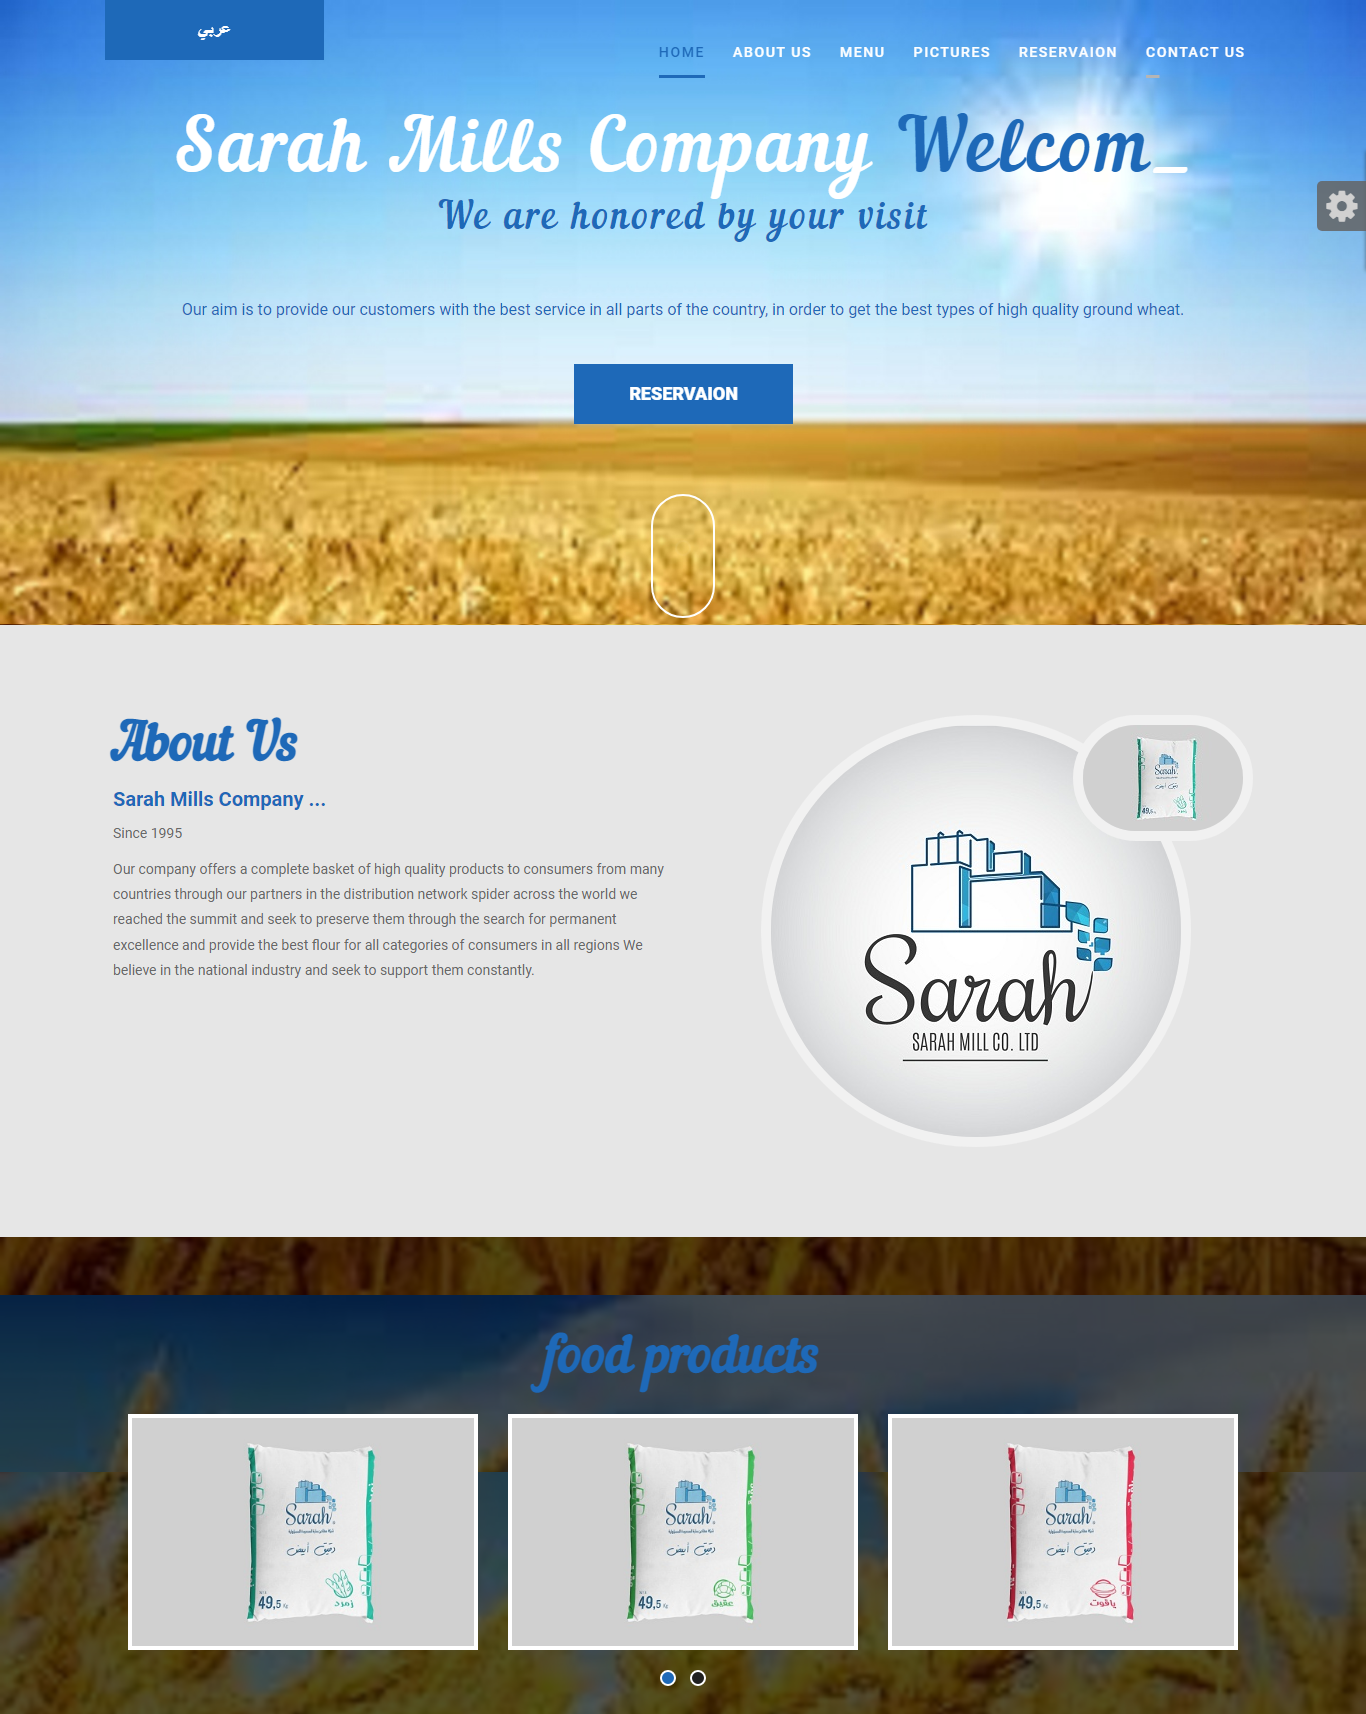 عربي
HOME ABOUT US MENU PICTURES RESERVAION CONTACT US
Sarah Mills Company Welcom_
We are honored by your visit
Our aim is to provide our customers with the best service in all parts of the country, in order to get the best types of high quality ground wheat.
RESERVAION
About Us
Sarah Mills Company ...
Since 1995
Our company offers a complete basket of high quality products to consumers from many
countries through our partners in the distribution network spider across the world we
reached the summit and seek to preserve them through the search for permanent
excellence and provide the best flour for all categories of consumers in all regions We
believe in the national industry and seek to support them constantly.
Sarah
49,5
Sarah
SARAH MILL CO. LTD
food products
Sarah
دقيق أبيض
49,5 Kg
زمرد
Sarah
دقيق أبيض
49,5 Kg
عقيق
Sarah
دقيق أبيض
49,5 Kg
ياقوت